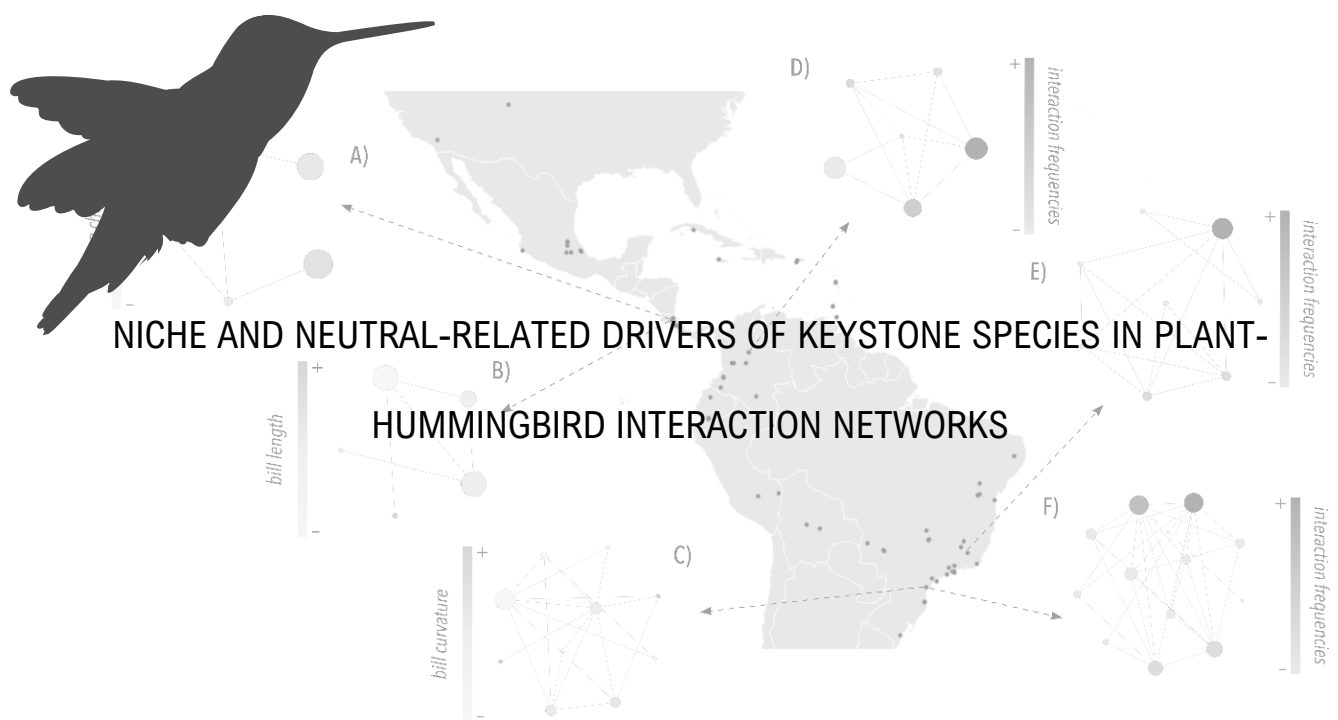 D)
+
interaction frequencies
–
A)
–
E)
+
interaction frequencies
–
NICHE AND NEUTRAL-RELATED DRIVERS OF KEYSTONE SPECIES IN PLANT-
HUMMINGBIRD INTERACTION NETWORKS
B)
+
bill length
–
C)
+
bill curvature
–
F)
+
interaction frequencies
–